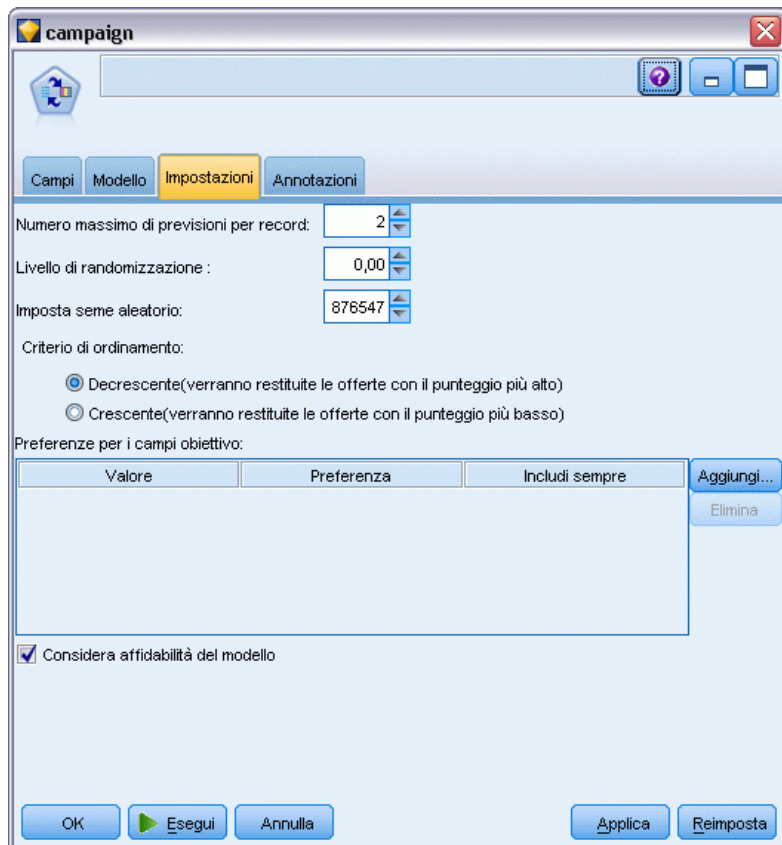 campaign
Campi Modello Impostazioni Annotazioni
Numero massimo di previsioni per record: 2
Livello di randomizzazione : 0,00
Imposta seme aleatorio: 876547
Criterio di ordinamento:
Decrescente(verranno restituite le offerte con il punteggio più alto)
Crescente(verranno restituite le offerte con il punteggio più basso)
Preferenze per i campi obiettivo:
Valore Preferenza Includi sempre Aggiungi...
Elimina
Considera affidabilità del modello
OK Esegui Annulla Applica Reimposta